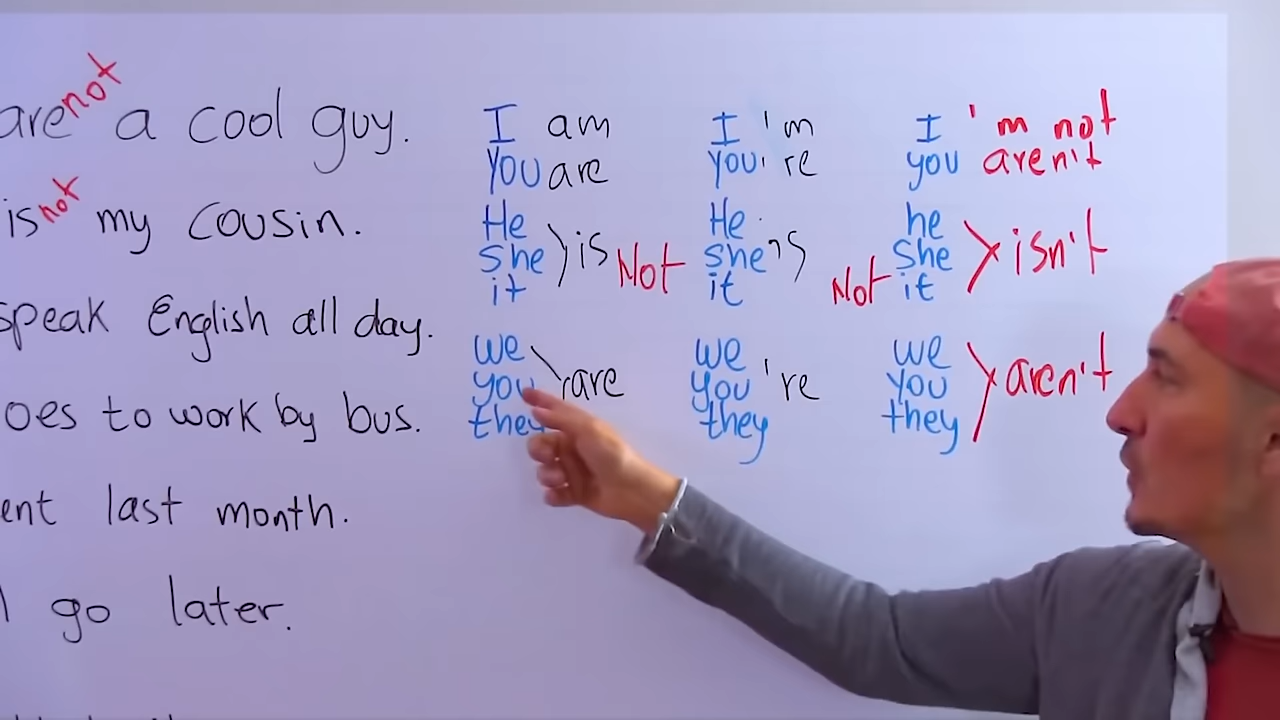 are not a cool guy.
is not my cousin.
speak English all day.
oes to work by bus.
ent last month.
go later.
I am
you are
He
she is
it
we
you are
they
Not
I 'm
you 're
He
she 's
it
we
you 're
they
Not
I 'm not
you aren't
he
she isn't
it
we
you aren't
they